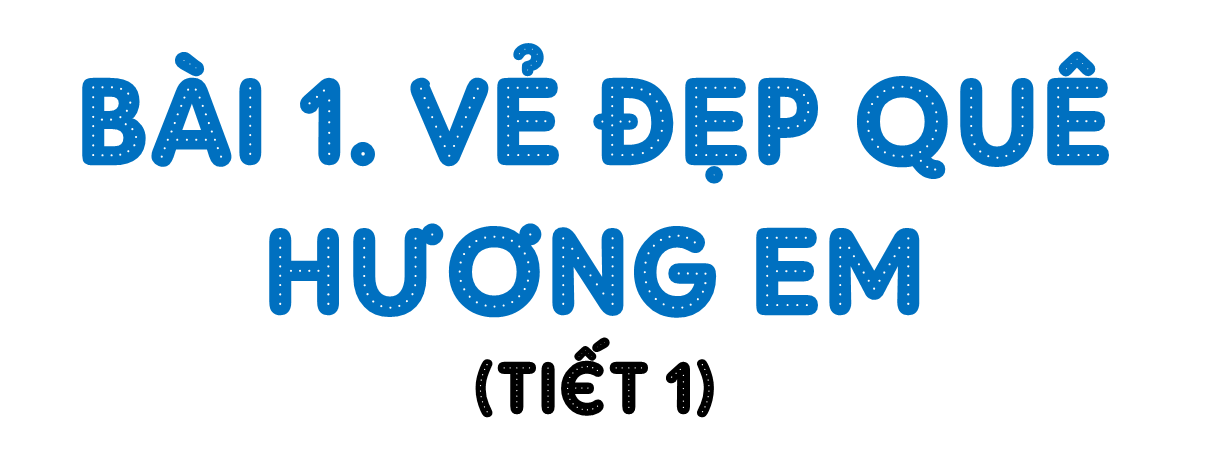 BÀI 1. VẺ ĐẸP QUÊ
HƯƠNG EM
(TIẾT 1)